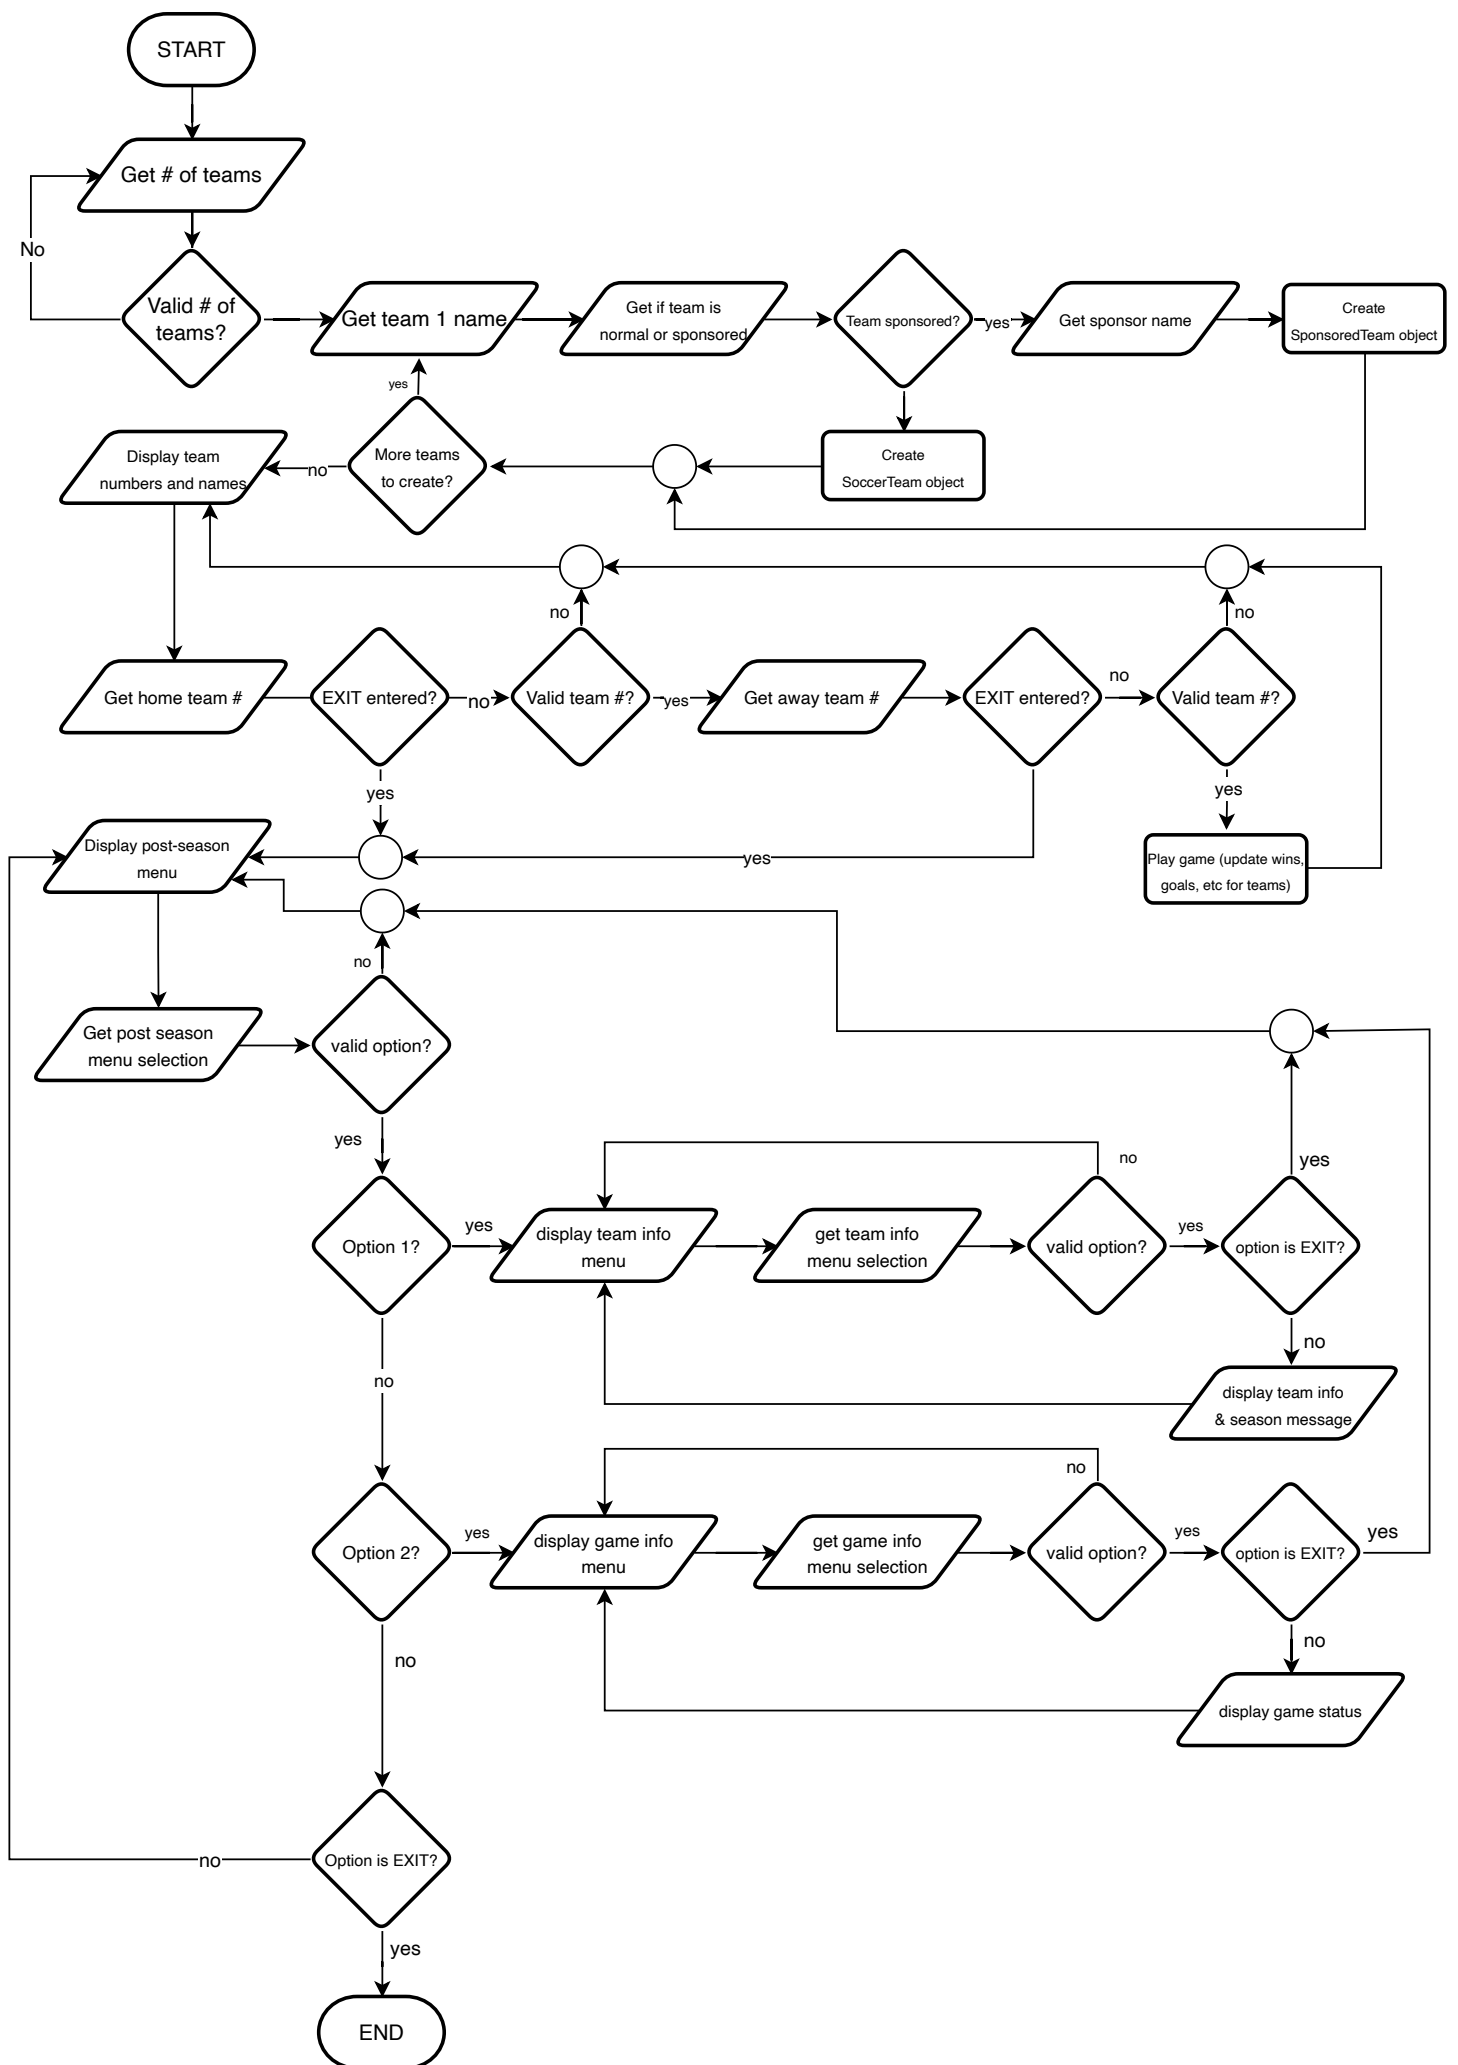 START
Get # of teams
No
Valid # of
teams?
Get team 1 name
Get if team is
normal or sponsored
Team sponsored?
yes
Get sponsor name
Create
SponsoredTeam object
yes
Display team
numbers and names
no
More teams
to create?
Create
SoccerTeam object
no
no
Get home team #
EXIT entered?
no
Valid team #?
yes
Get away team #
EXIT entered?
no
Valid team #?
yes
yes
Display post-season
menu
yes
Play game (update wins,
goals, etc for teams)
no
Get post season
menu selection
valid option?
yes
no
yes
Option 1?
yes
display team info
menu
get team info
menu selection
valid option?
yes
option is EXIT?
no
no
display team info
& season message
no
Option 2?
yes
display game info
menu
get game info
menu selection
valid option?
yes
option is EXIT?
yes
no
no
display game status
no
Option is EXIT?
yes
END